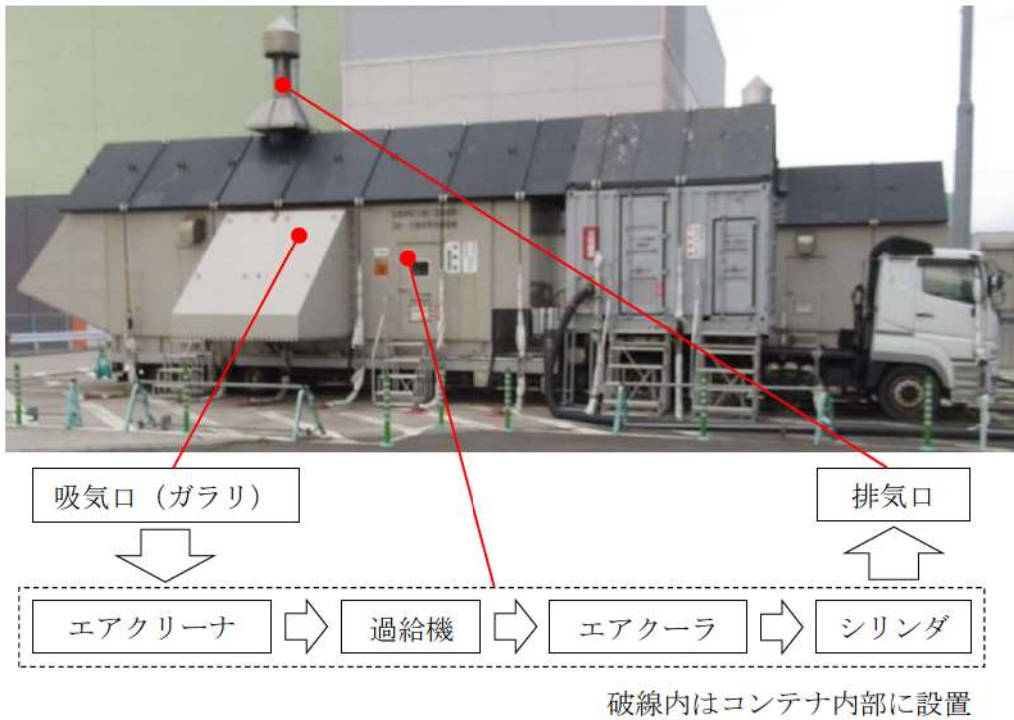 吸気口（ガラリ）
排気口
エアクリーナ
過給機
エアクーラ
シリンダ
破線内はコンテナ内部に設置